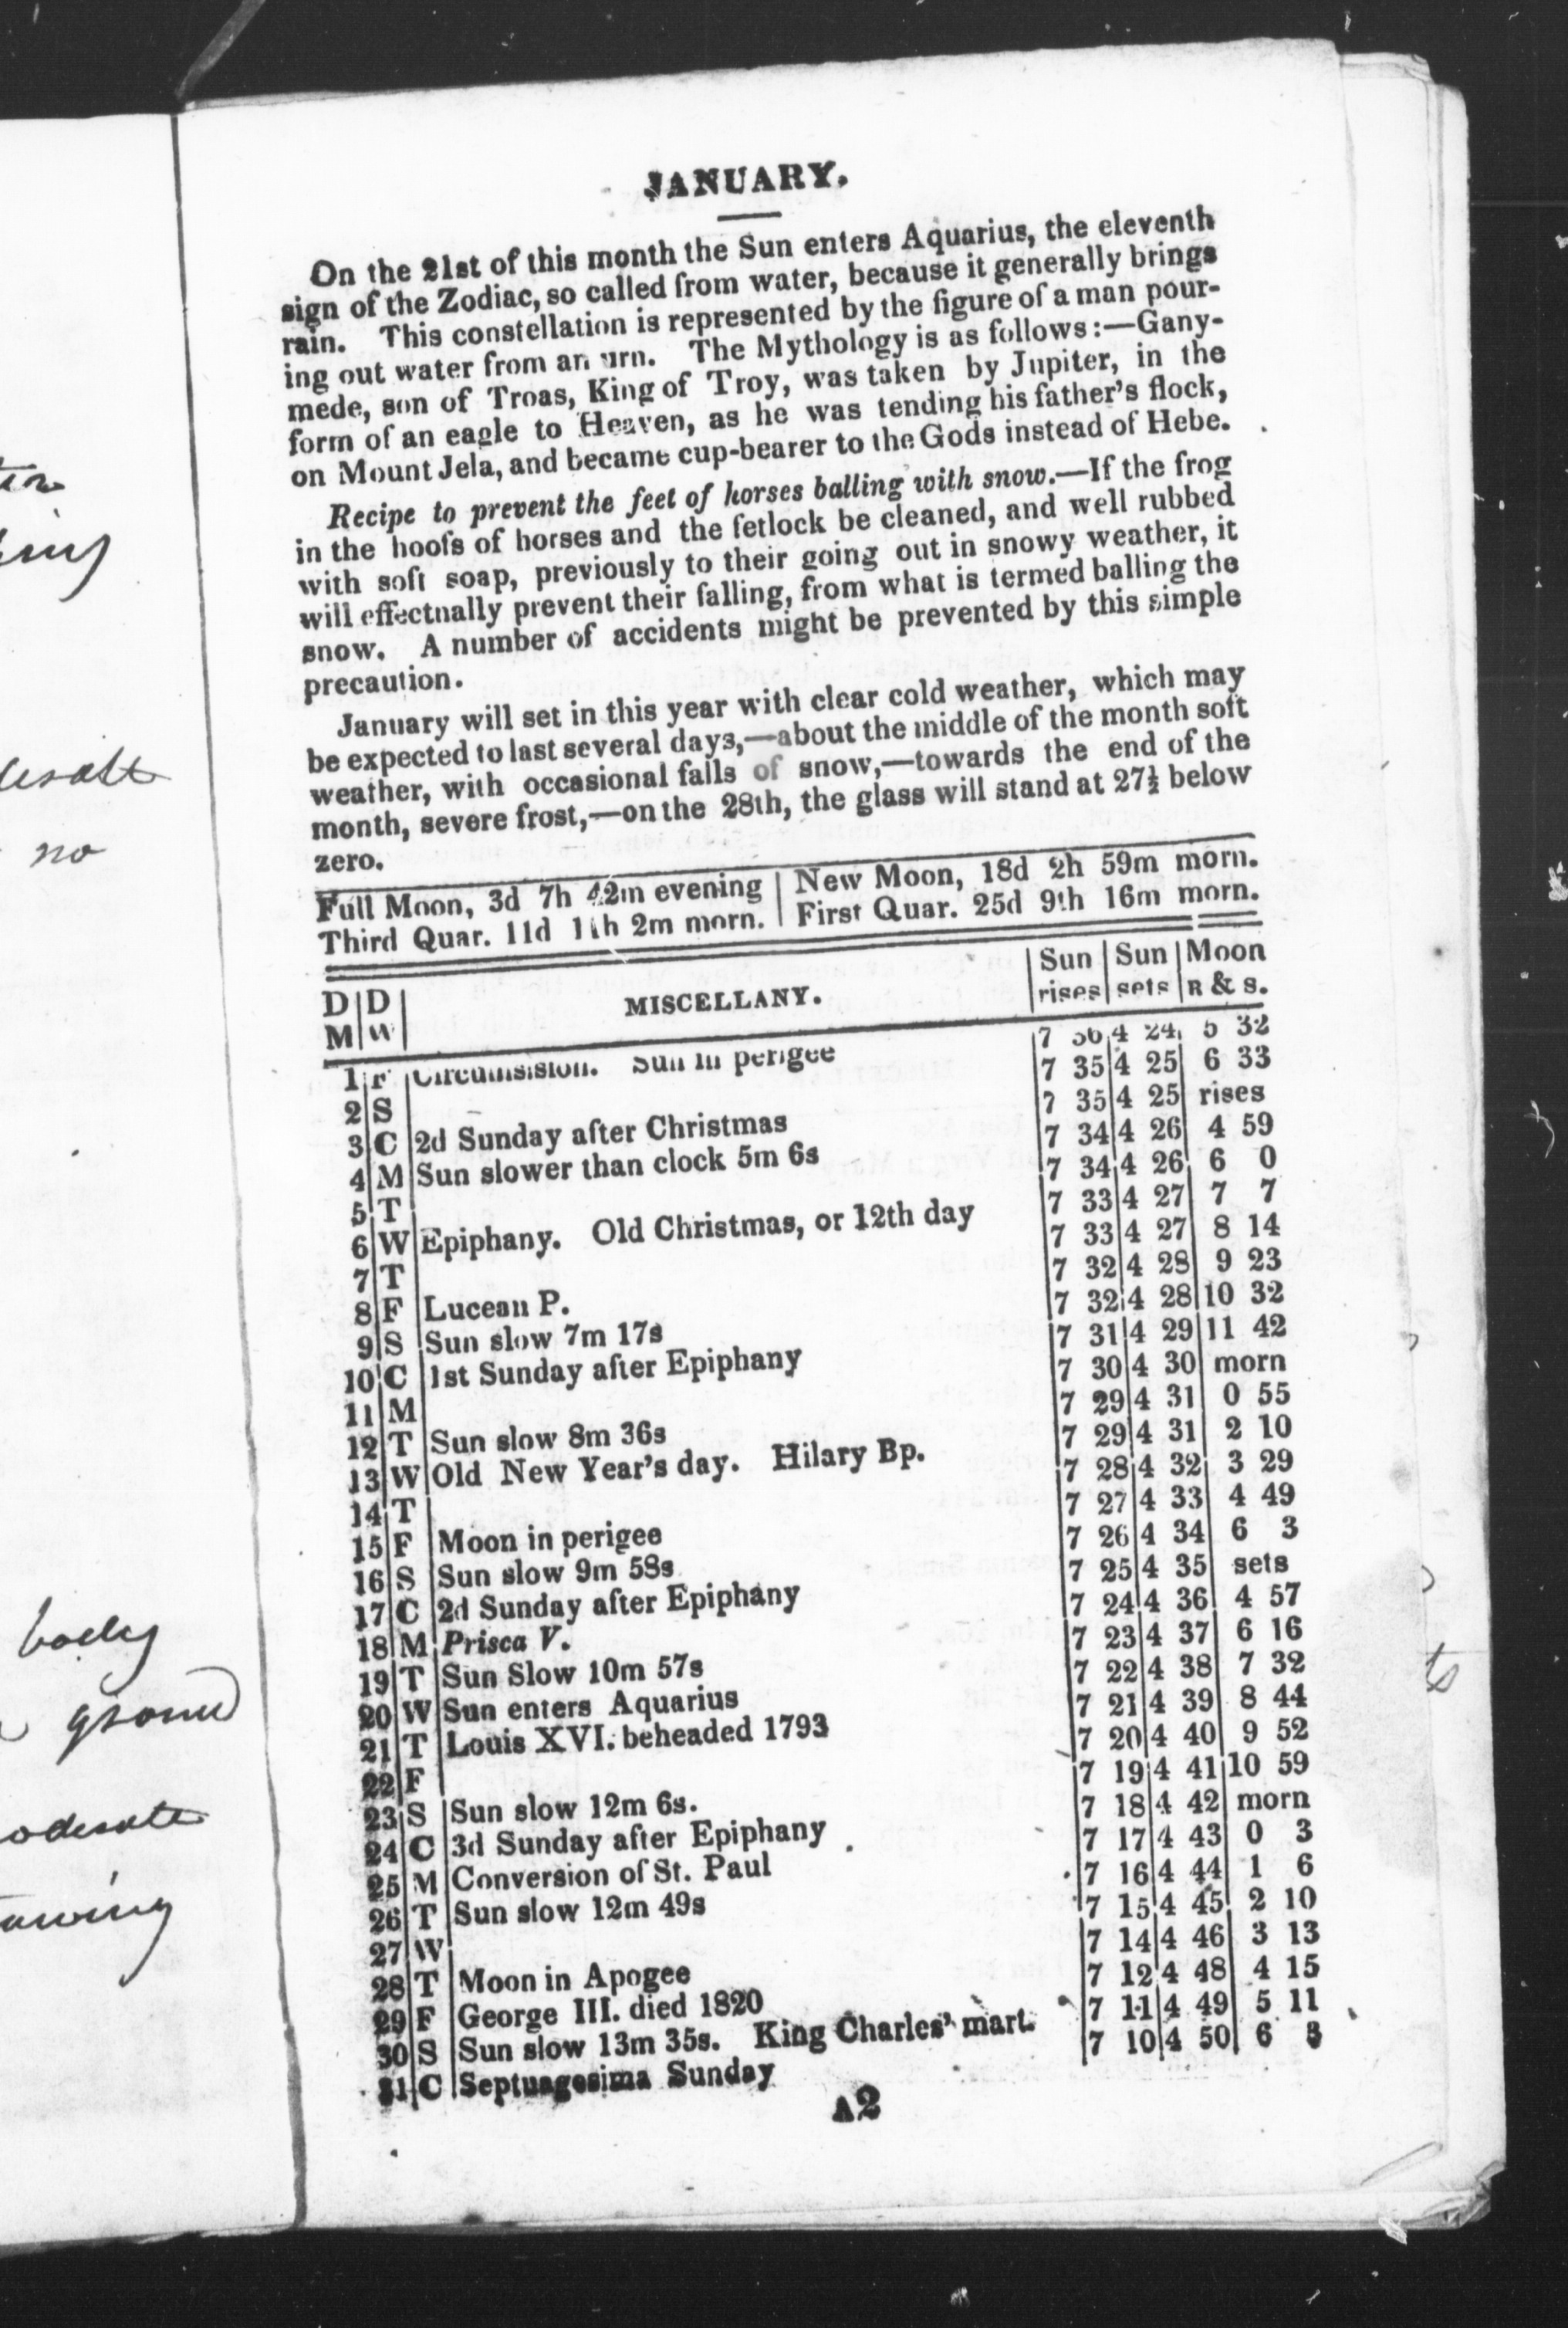 JANUARY.
On the 21st of this month the Sun enters Aquarius, the eleventh
sign of the Zodiac, so called from water, because it generally brings
rain. This constellation is represented by the figure of a man pour-
ing out water from an urn. The Mythology is as follows:—Gany-
mede, son of Troas, King of Troy, was taken by Jupiter, in the
form of an eagle to Heaven, as he was tending his father's flock,
on Mount Jela, and became cup-bearer to the Gods instead of Hebe.
Recipe to prevent the feet of horses balling with snow.—If the frog
in the hoofs of horses and the fetlock be cleaned, and well rubbed
with soft soap, previously to their going out in snowy weather, it
will effectually prevent their falling, from what is termed balling the
snow. A number of accidents might be prevented by this simple
precaution.
January will set in this year with clear cold weather, which may
be expected to last several days,—about the middle of the month soft
weather, with occasional falls of snow,—towards the end of the
month, severe frost,—on the 28th, the glass will stand at 27½ below
zero.
Full Moon, 3d 7h 42m evening | New Moon, 18d 2h 59m morn.
Third Quar. 11d 11h 2m morn. | First Quar. 25d 9th 16m morn.
D M | D W | MISCELLANY. | Sun rises | Sun sets | Moon R & S.
1 F Circumsision. Sun in perigee 7 36 4 24 5 32
2 S 7 35 4 25 6 33
3 C 2d Sunday after Christmas 7 35 4 25 rises
4 M Sun slower than clock 5m 6s 7 34 4 26 4 59
5 T 7 34 4 26 6 0
6 W Epiphany. Old Christmas, or 12th day 7 33 4 27 7 7
7 T 7 33 4 27 8 14
8 F Lucean P. 7 32 4 28 9 23
9 S Sun slow 7m 17s 7 32 4 28 10 32
10 C 1st Sunday after Epiphany 7 31 4 29 11 42
11 M 7 30 4 30 morn
12 T Sun slow 8m 36s 7 29 4 31 0 55
13 W Old New Year's day. Hilary Bp. 7 29 4 31 2 10
14 T 7 28 4 32 3 29
15 F Moon in perigee 7 27 4 33 4 49
16 S Sun slow 9m 58s 7 26 4 34 6 3
17 C 2d Sunday after Epiphany 7 25 4 35 sets
18 M Prisca V. 7 24 4 36 4 57
19 T Sun Slow 10m 57s 7 23 4 37 6 16
20 W Sun enters Aquarius 7 22 4 38 7 32
21 T Louis XVI. beheaded 1793 7 21 4 39 8 44
22 F 7 20 4 40 9 52
23 S Sun slow 12m 6s. 7 19 4 41 10 59
24 C 3d Sunday after Epiphany 7 18 4 42 morn
25 M Conversion of St. Paul 7 17 4 43 0 3
26 T Sun slow 12m 49s 7 16 4 44 1 6
27 W 7 15 4 45 2 10
28 T Moon in Apogee 7 14 4 46 3 13
29 F George III. died 1820 7 12 4 48 4 15
30 S Sun slow 13m 35s. King Charles' mart. 7 11 4 49 5 11
31 C Septuagesima Sunday 7 10 4 50 6 3
A2
no
body